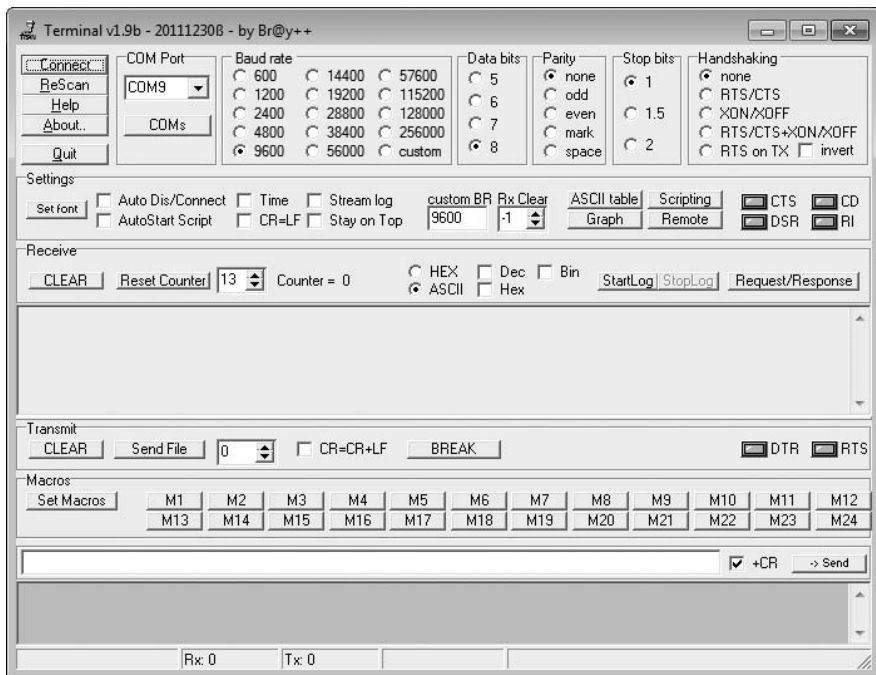 Terminal v1.9b - 20111230ß - by Br@y++
Connect
ReScan
Help
About..
Quit
COM Port
COM9
COMs
Baud rate
600 14400 57600
1200 19200 115200
2400 28800 128000
4800 38400 256000
9600 56000 custom
Data bits
5
6
7
8
Parity
none
odd
even
mark
space
Stop bits
1
1.5
2
Handshaking
none
RTS/CTS
XON/XOFF
RTS/CTS+XON/XOFF
RTS on TX invert
Settings
Set font
Auto Dis/Connect Time Stream log
AutoStart Script CR=LF Stay on Top
custom BR Rx Clear
9600 -1
ASCII table Scripting
Graph Remote
CTS CD
DSR RI
Receive
CLEAR Reset Counter 13 Counter = 0
HEX Dec Bin
ASCII Hex
StartLog StopLog Request/Response
Transmit
CLEAR Send File 0 CR=CR+LF BREAK DTR RTS
Macros
Set Macros M1 M2 M3 M4 M5 M6 M7 M8 M9 M10 M11 M12
M13 M14 M15 M16 M17 M18 M19 M20 M21 M22 M23 M24
+CR -> Send
Rx: 0 Tx: 0